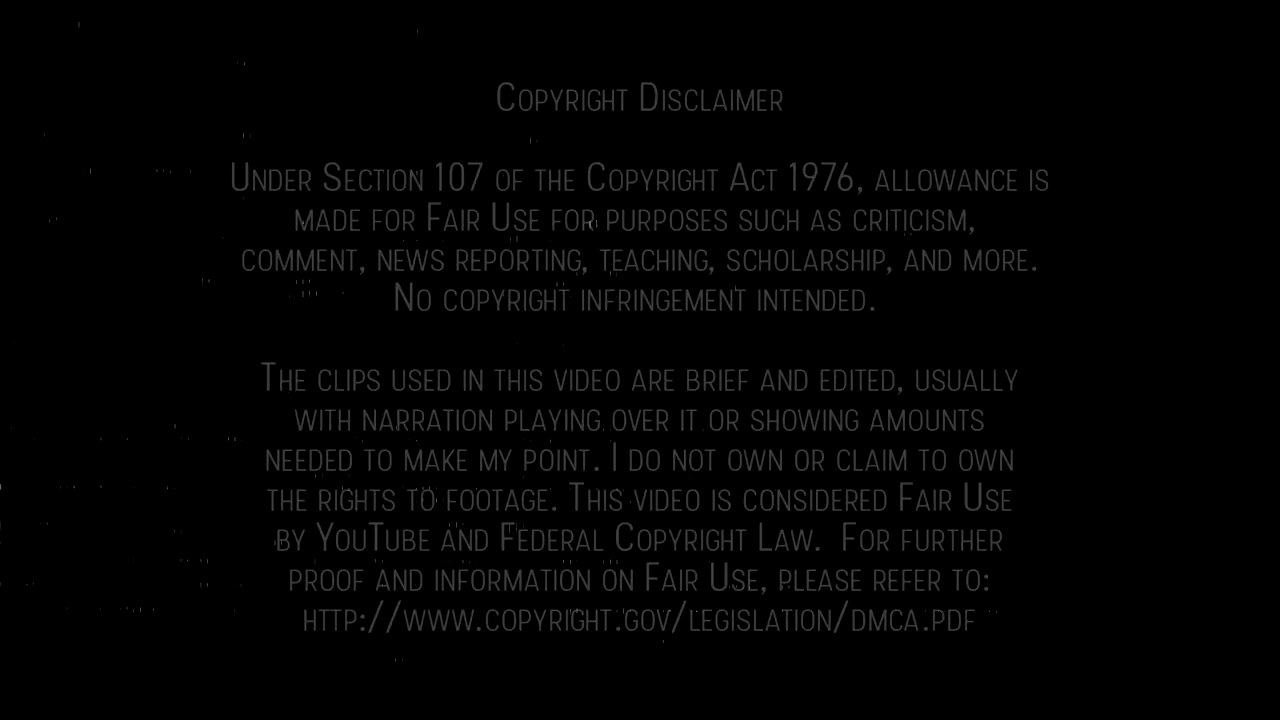 Copyright Disclaimer
Under Section 107 of the Copyright Act 1976, allowance is
made for Fair Use for purposes such as criticism,
comment, news reporting, teaching, scholarship, and more.
No copyright infringement intended.
The clips used in this video are brief and edited, usually
with narration playing over it or showing amounts
needed to make my point. I do not own or claim to own
the rights to footage. This video is considered Fair Use
by YouTube and Federal Copyright Law.  For further
proof and information on Fair Use, please refer to:
http://www.copyright.gov/legislation/dmca.pdf